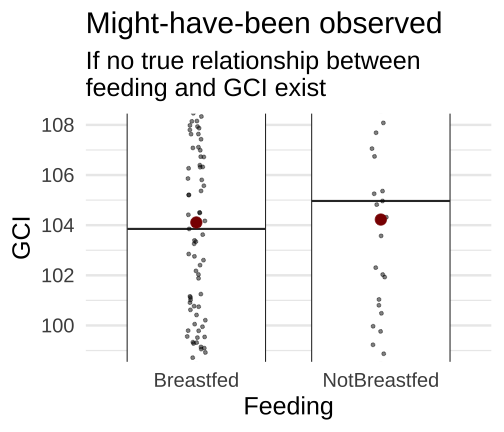 Might-have-been observed
If no true relationship between
feeding and GCI exist
GCI
108
106
104
102
100
Breastfed
NotBreastfed
Feeding